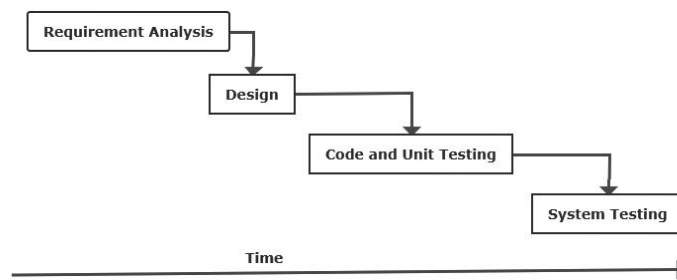 Requirement Analysis
Design
Code and Unit Testing
System Testing
Time